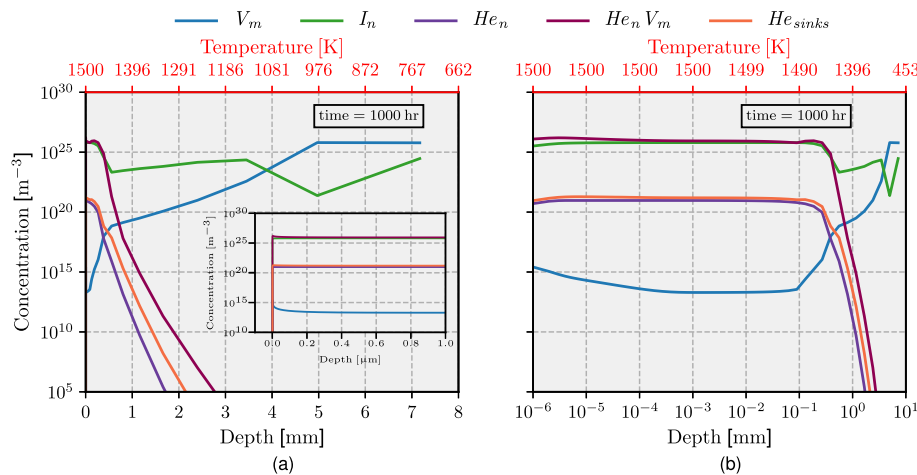 V_m I_n He_n He_n V_m He_sinks
Temperature [K] Temperature [K]
1500 1396 1291 1186 1081 976 872 767 662
1500 1500 1500 1500 1499 1490 1396 453
time = 1000 hr
time = 1000 hr
Concentration [m^−3]
10^30
10^25
10^20
10^15
10^10
10^5
Concentration [m^−3]
10^30
10^25
10^20
10^15
10^10
0.0 0.2 0.4 0.6 0.8 1.0
Depth [μm]
0 1 2 3 4 5 6 7 8
Depth [mm]
(a)
10^−6 10^−5 10^−4 10^−3 10^−2 10^−1 10^0 10^1
Depth [mm]
(b)